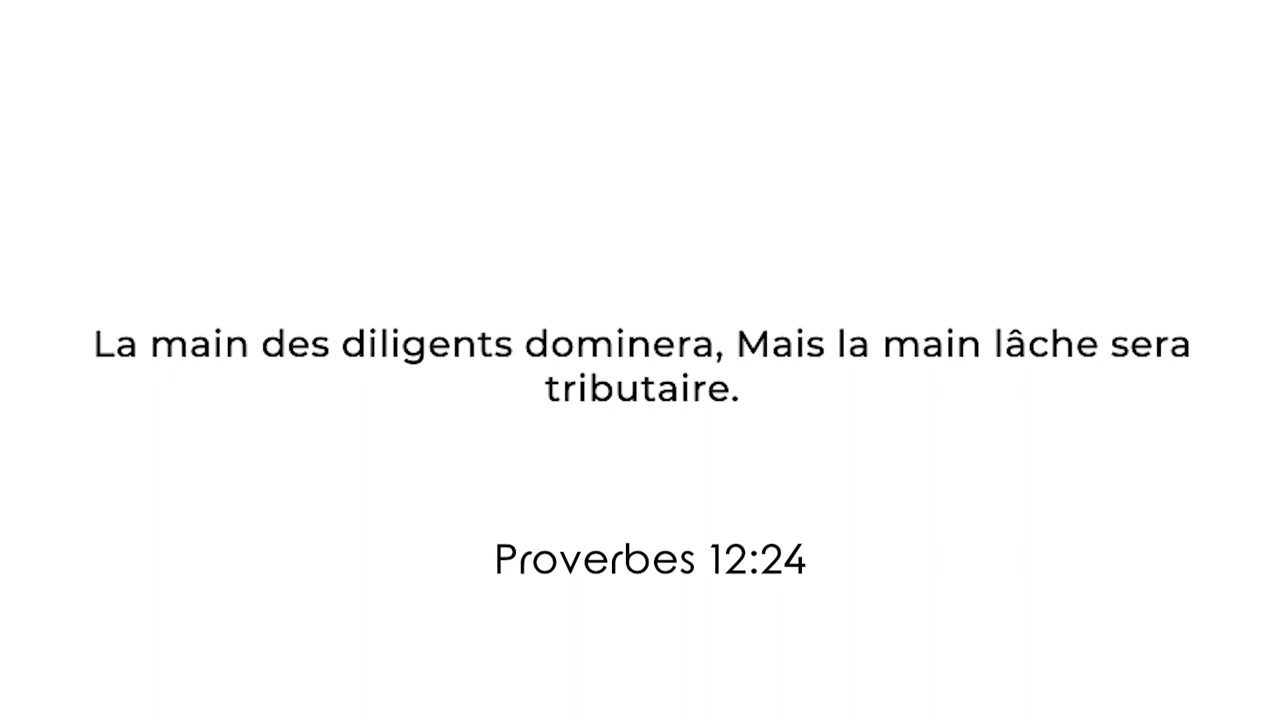 La main des diligents dominera, Mais la main lâche sera
tributaire.
Proverbes 12:24